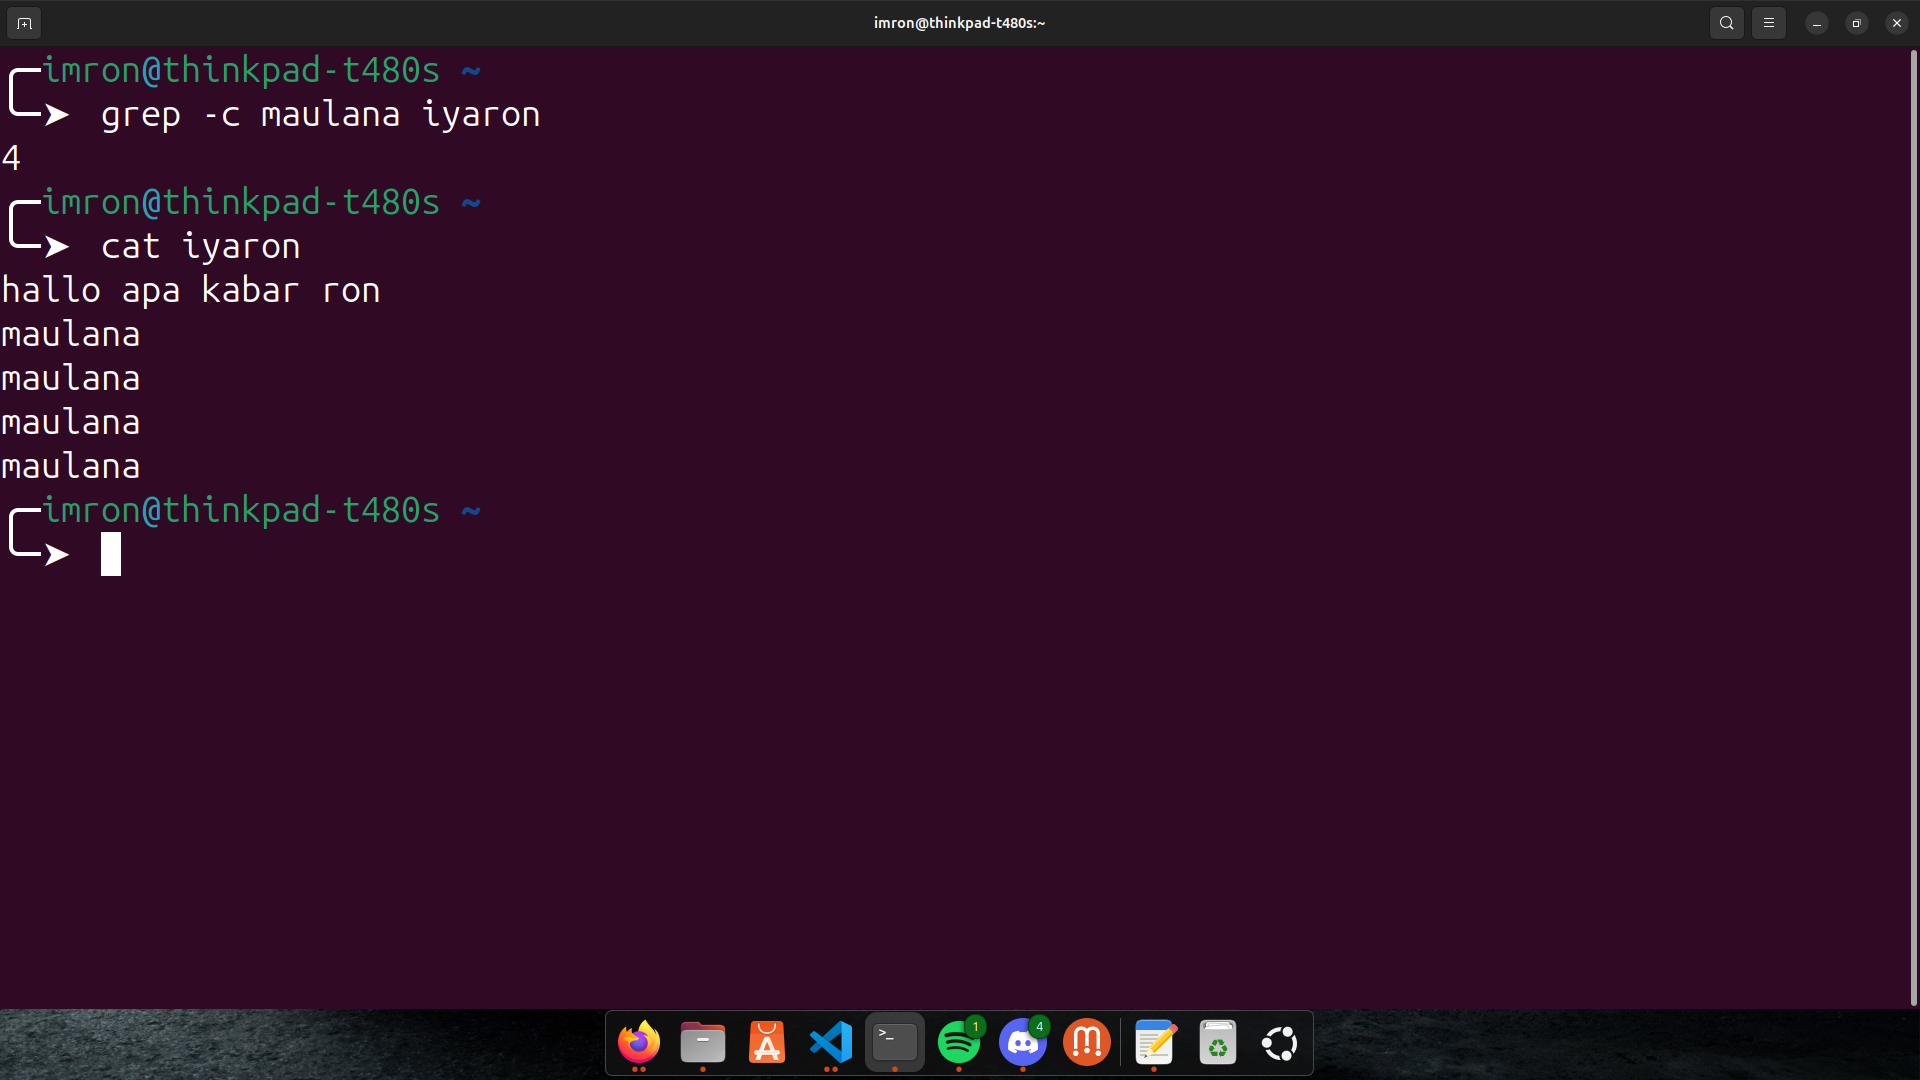 imron@thinkpad-t480s:~
imron@thinkpad-t480s ~
➤ grep -c maulana iyaron
4
imron@thinkpad-t480s ~
➤ cat iyaron
hallo apa kabar ron
maulana
maulana
maulana
maulana
imron@thinkpad-t480s ~
➤
>_
1
4